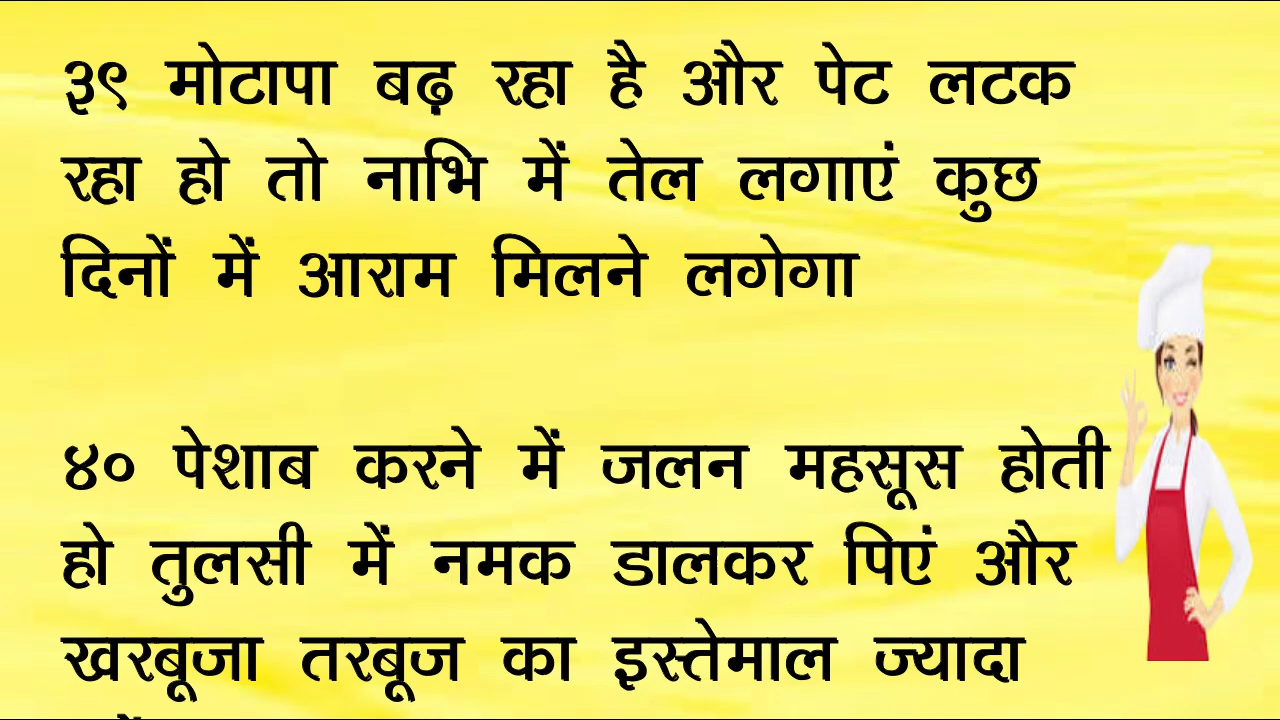 ३९ मोटापा बढ़ रहा है और पेट लटक
रहा हो तो नाभि में तेल लगाएं कुछ
दिनों में आराम मिलने लगेगा
४० पेशाब करने में जलन महसूस होती
हो तुलसी में नमक डालकर पिएं और
खरबूजा तरबूज का इस्तेमाल ज्यादा